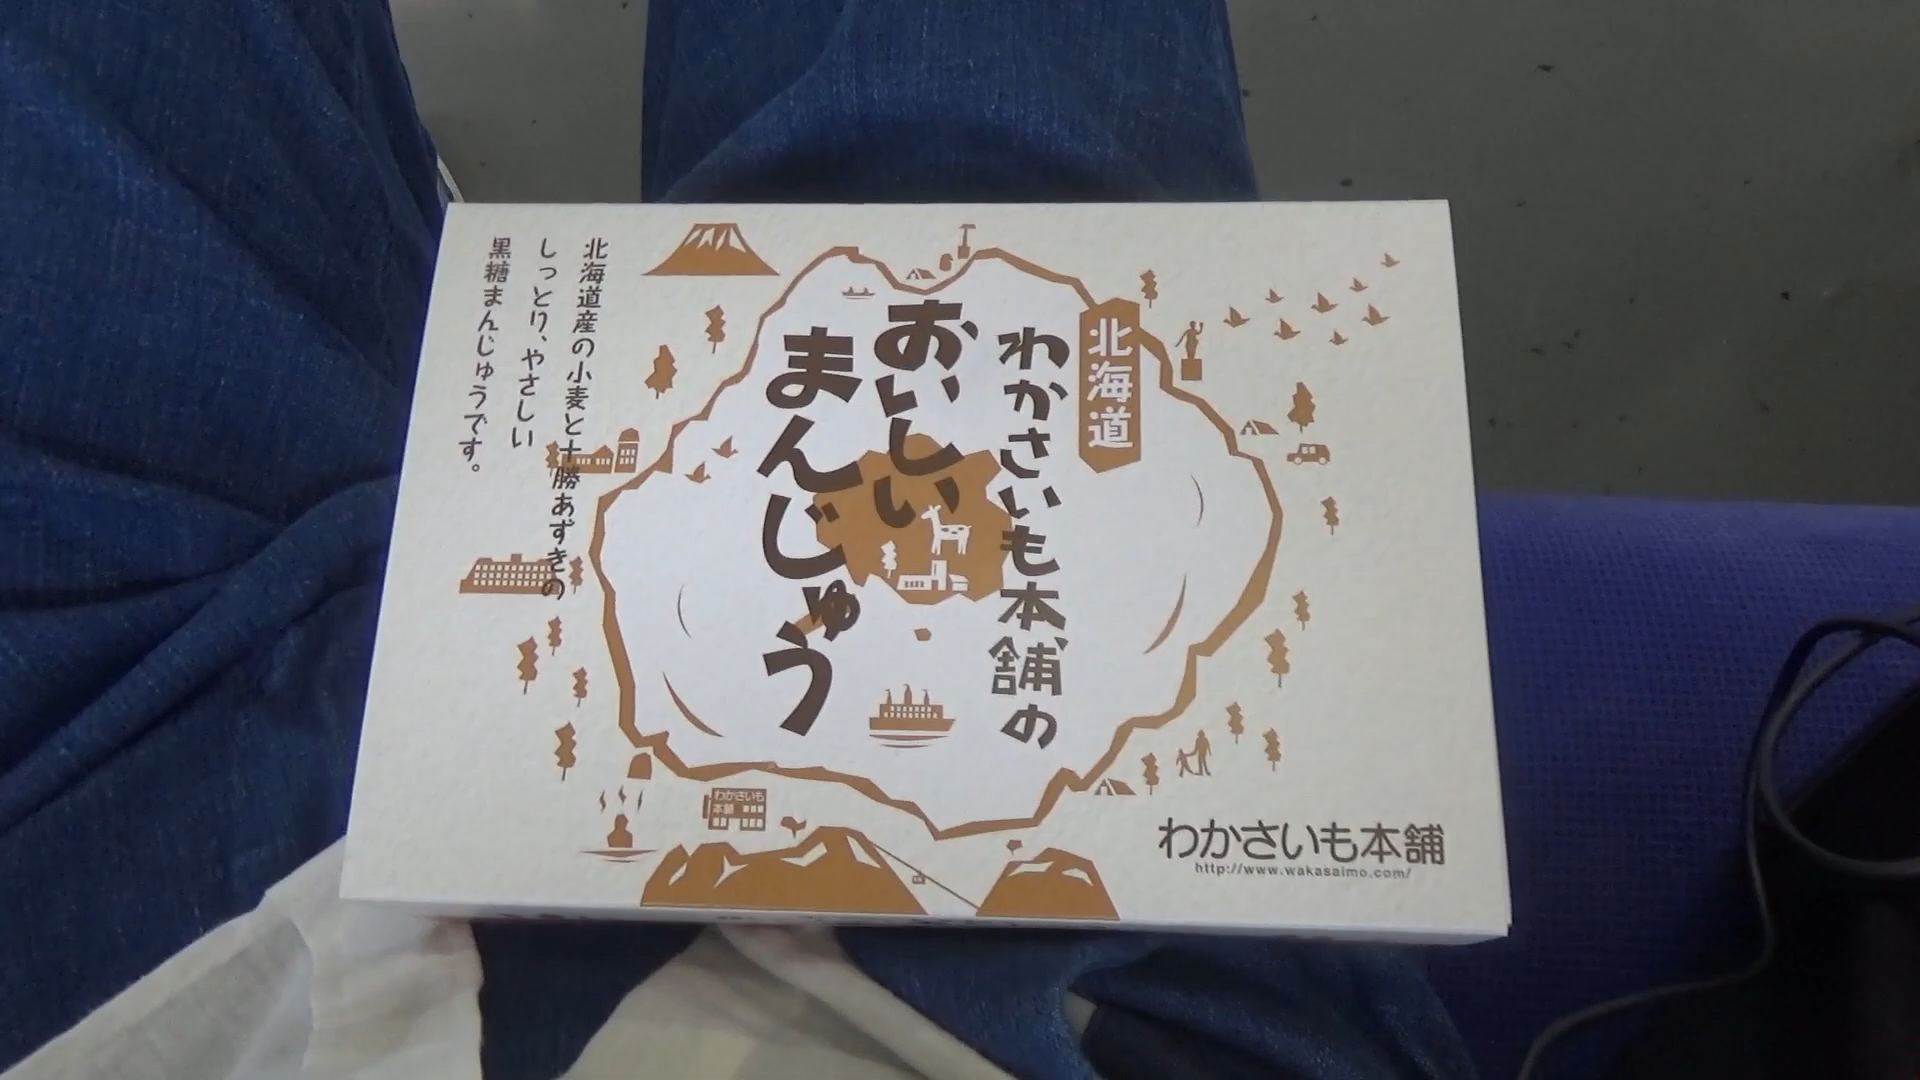 北海道
わかさいも本舗の
おいしい
まんじゅう
北海道産の小麦と十勝あずきの
しっとり、やさしい
黒糖まんじゅうです。
わかさいも
本舗
わかさいも本舗
http://www.wakasaimo.com/